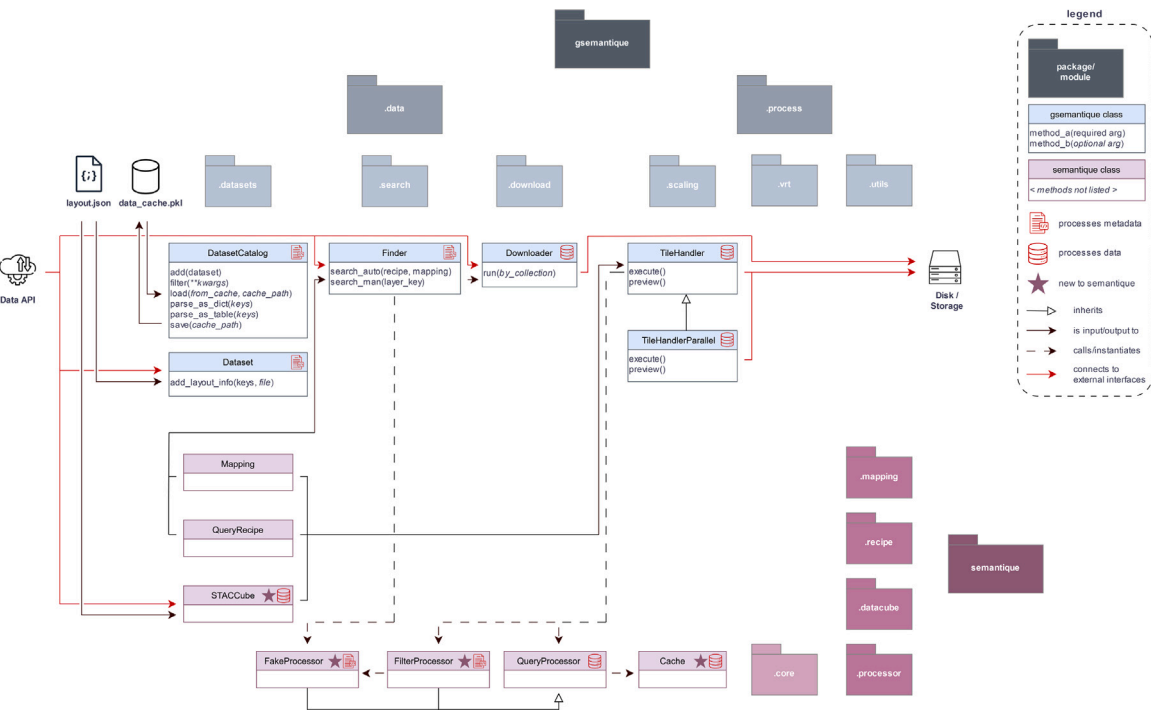 legend
gsemantique
package/
module
.data
.process
gsemantique class
method_a(required arg)
method_b(optional arg)
semantique class
< methods not listed >
{;}
layout.json
data_cache.pkl
.datasets
.search
.download
.scaling
.vrt
.utils
processes metadata
processes data
new to semantique
inherits
is input/output to
calls/instantiates
connects to
external interfaces
Data API
DatasetCatalog
add(dataset)
filter(**kwargs)
load(from_cache, cache_path)
parse_as_dict(keys)
parse_as_table(keys)
save(cache_path)
Finder
search_auto(recipe, mapping)
search_man(layer_key)
Downloader
run(by_collection)
TileHandler
execute()
preview()
Disk /
Storage
TileHandlerParallel
execute()
preview()
Dataset
add_layout_info(keys, file)
Mapping
QueryRecipe
STACCube
.mapping
.recipe
semantique
.datacube
FakeProcessor
FilterProcessor
QueryProcessor
Cache
.core
.processor